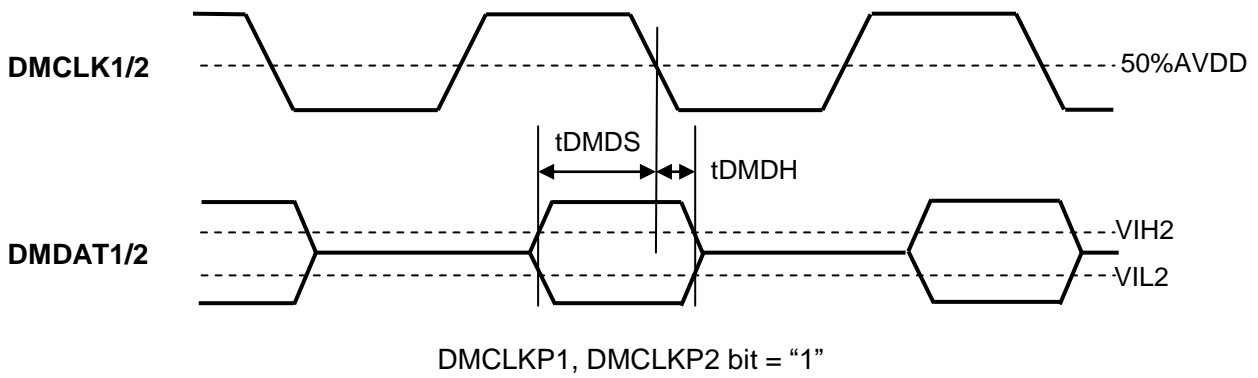 DMCLK1/2
50%AVDD
tDMDS
tDMDH
DMDAT1/2
VIH2
VIL2
DMCLKP1, DMCLKP2 bit = “1”